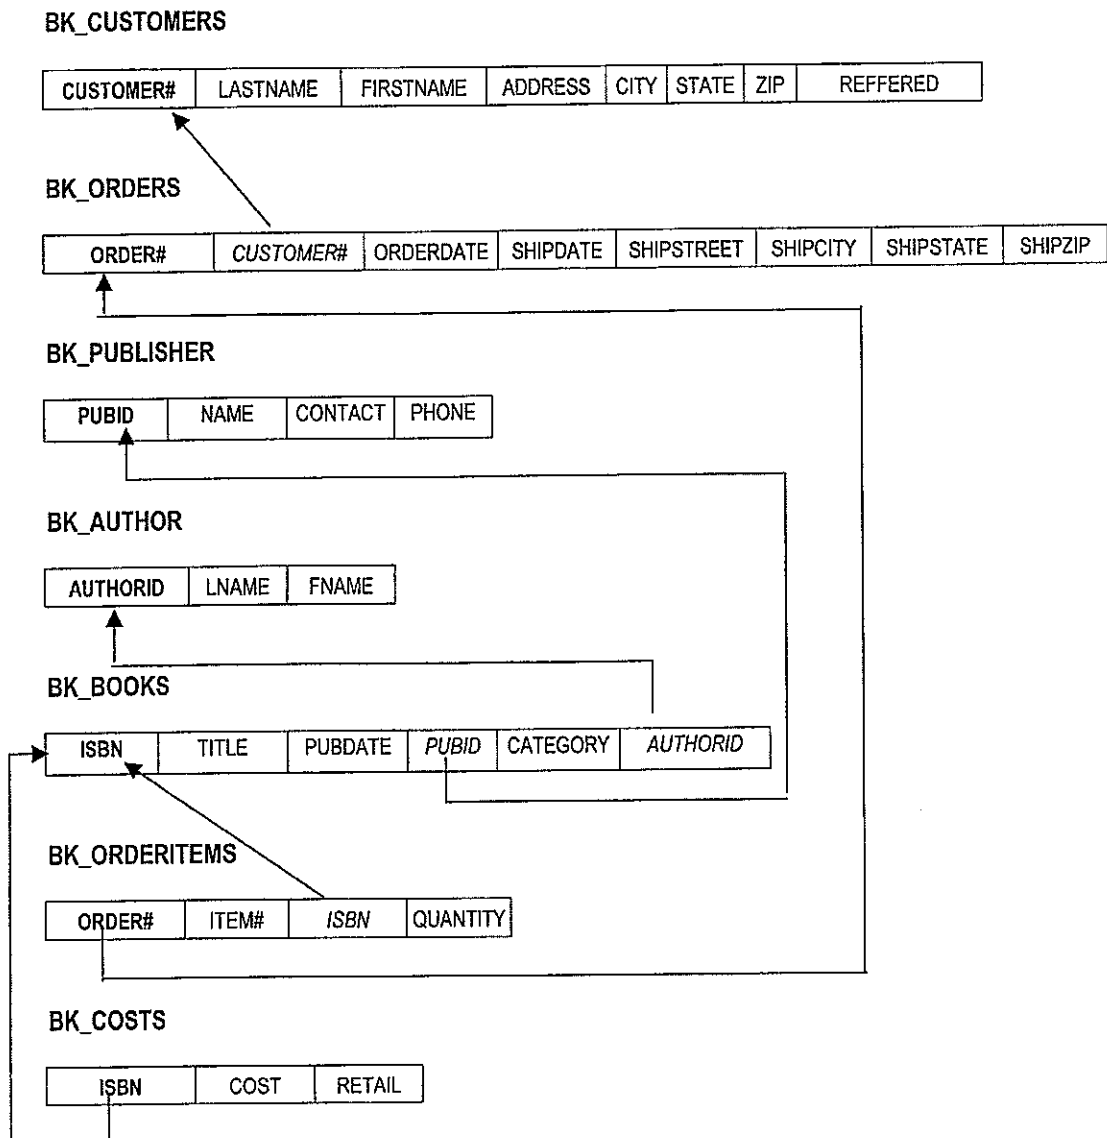 BK_CUSTOMERS
CUSTOMER# LASTNAME FIRSTNAME ADDRESS CITY STATE ZIP REFFERED
BK_ORDERS
ORDER# CUSTOMER# ORDERDATE SHIPDATE SHIPSTREET SHIPCITY SHIPSTATE SHIPZIP
BK_PUBLISHER
PUBID NAME CONTACT PHONE
BK_AUTHOR
AUTHORID LNAME FNAME
BK_BOOKS
ISBN TITLE PUBDATE PUBID CATEGORY AUTHORID
BK_ORDERITEMS
ORDER# ITEM# ISBN QUANTITY
BK_COSTS
ISBN COST RETAIL